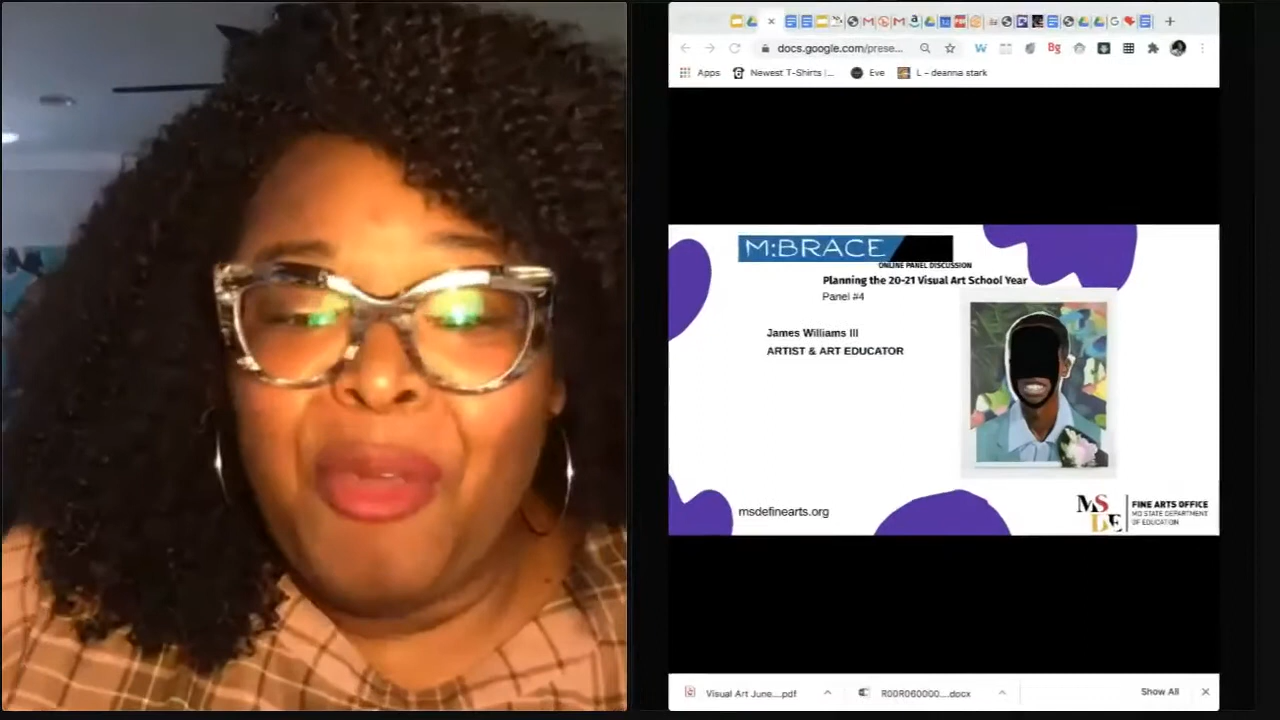 docs.google.com/prese...
W
Bg
Apps
Newest T-Shirts |...
Eve
L - deanna stark
M:BRACE
ONLINE PANEL DISCUSSION
Planning the 20-21 Visual Art School Year
Panel #4
James Williams III
ARTIST & ART EDUCATOR
msdefinearts.org
MSDE
FINE ARTS OFFICE
MD STATE DEPARTMENT
OF EDUCATION
Visual Art June....pdf
R00R060000....docx
Show All